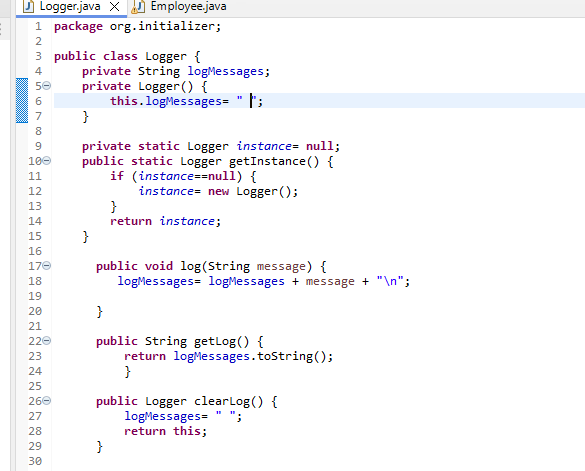 Logger.java Employee.java
1 package org.initializer;
2
3 public class Logger {
4 private String logMessages;
5 private Logger() {
6 this.logMessages= " ";
7 }
8
9 private static Logger instance= null;
10 public static Logger getInstance() {
11 if (instance==null) {
12 instance= new Logger();
13 }
14 return instance;
15 }
16
17 public void log(String message) {
18 logMessages= logMessages + message + "\n";
19
20 }
21
22 public String getLog() {
23 return logMessages.toString();
24 }
25
26 public Logger clearLog() {
27 logMessages= " ";
28 return this;
29 }
30